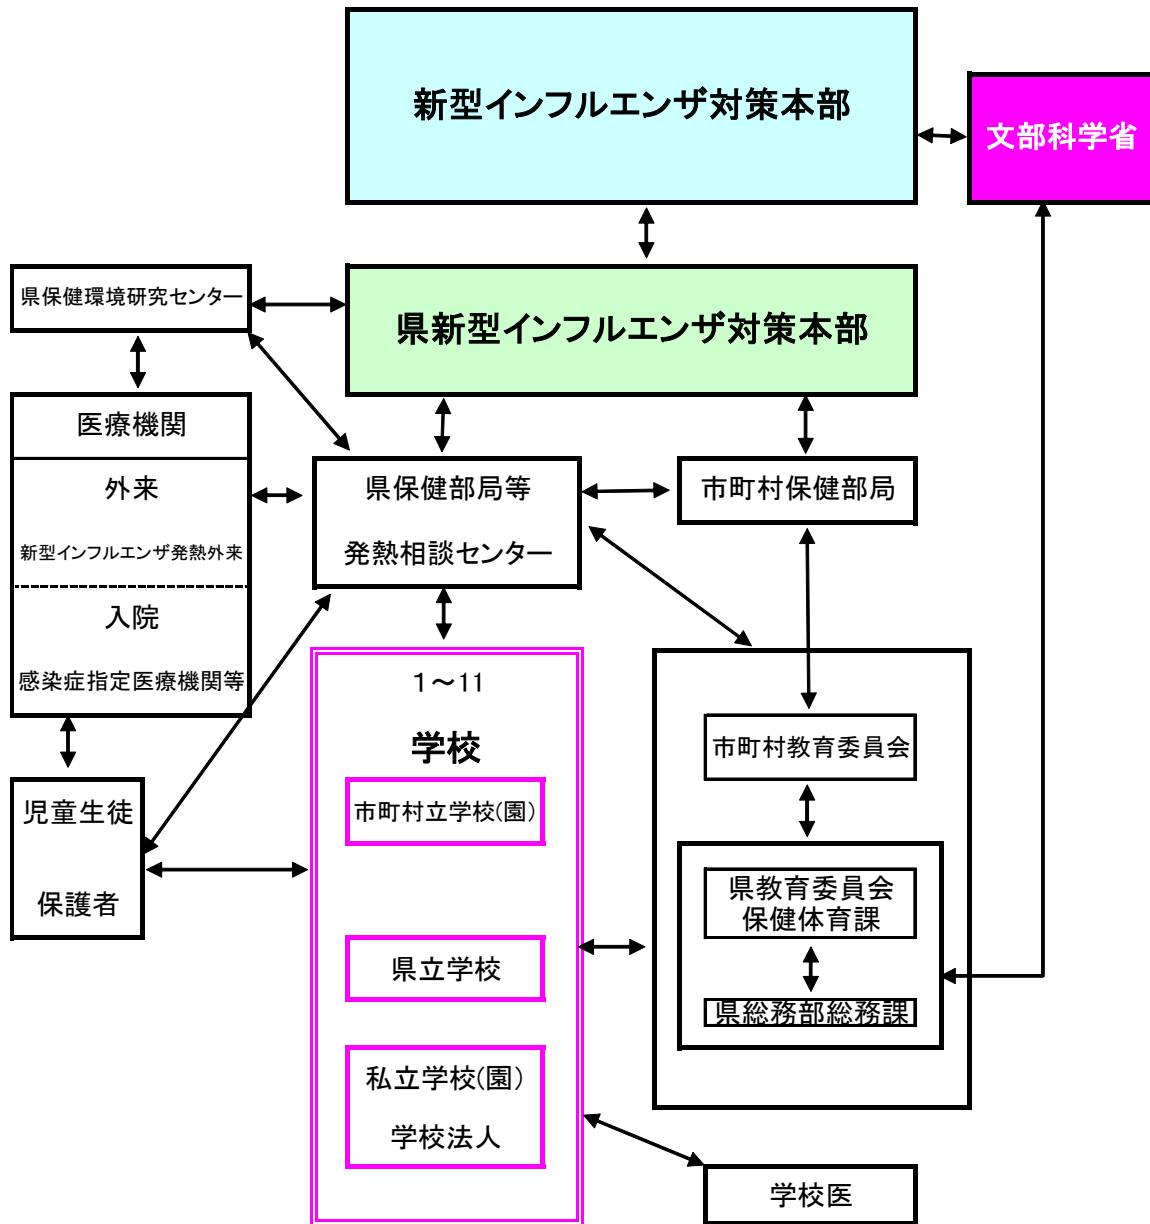 新型インフルエンザ対策本部
文部科学省
県保健環境研究センター
県新型インフルエンザ対策本部
医療機関
外来
新型インフルエンザ発熱外来
入院
感染症指定医療機関等
県保健部局等
発熱相談センター
市町村保健部局
1～11
学校
市町村立学校(園)
県立学校
私立学校(園)
学校法人
市町村教育委員会
県教育委員会
保健体育課
県総務部総務課
児童生徒
保護者
学校医